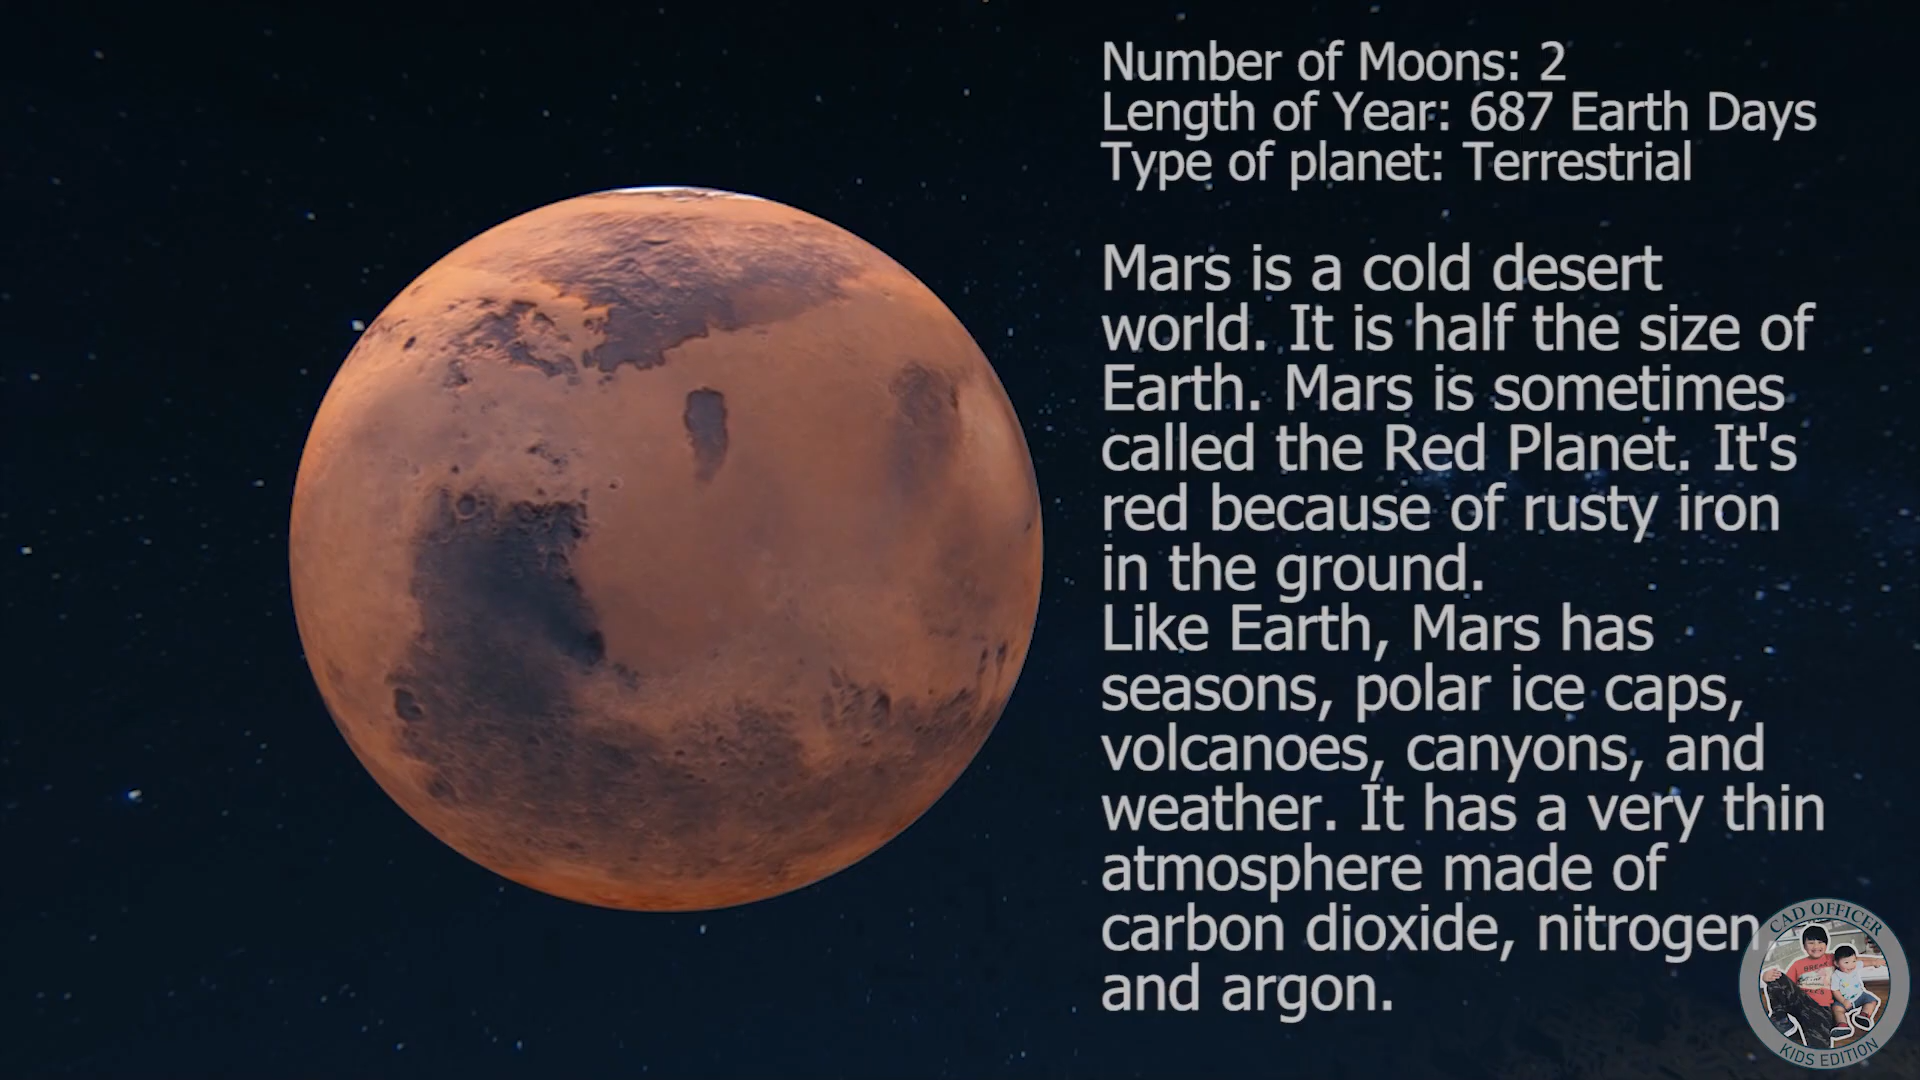 Number of Moons: 2
Length of Year: 687 Earth Days
Type of planet: Terrestrial
Mars is a cold desert
world. It is half the size of
Earth. Mars is sometimes
called the Red Planet. It's
red because of rusty iron
in the ground.
Like Earth, Mars has
seasons, polar ice caps,
volcanoes, canyons, and
weather. It has a very thin
atmosphere made of
carbon dioxide, nitrogen,
and argon.
CAD OFFICER
KIDS EDITION